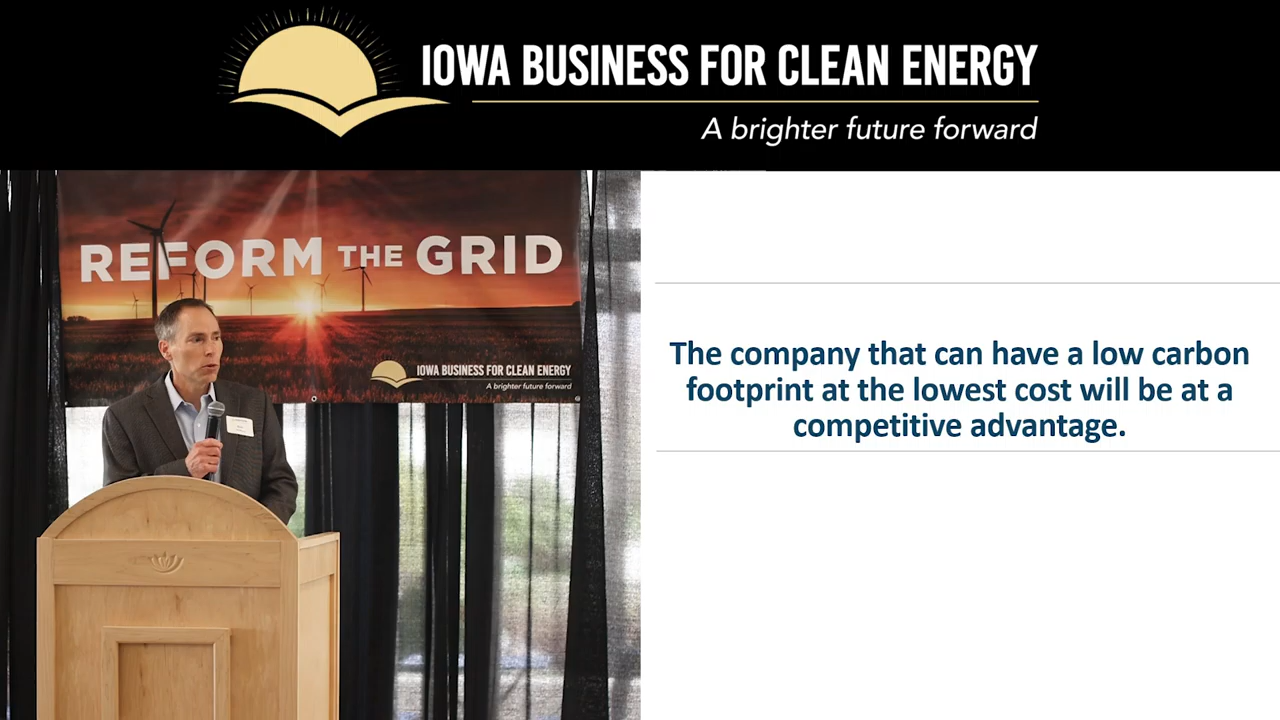 IOWA BUSINESS FOR CLEAN ENERGY
A brighter future forward
REFORM THE GRID
IOWA BUSINESS FOR CLEAN ENERGY
A brighter future forward
The company that can have a low carbon
footprint at the lowest cost will be at a
competitive advantage.